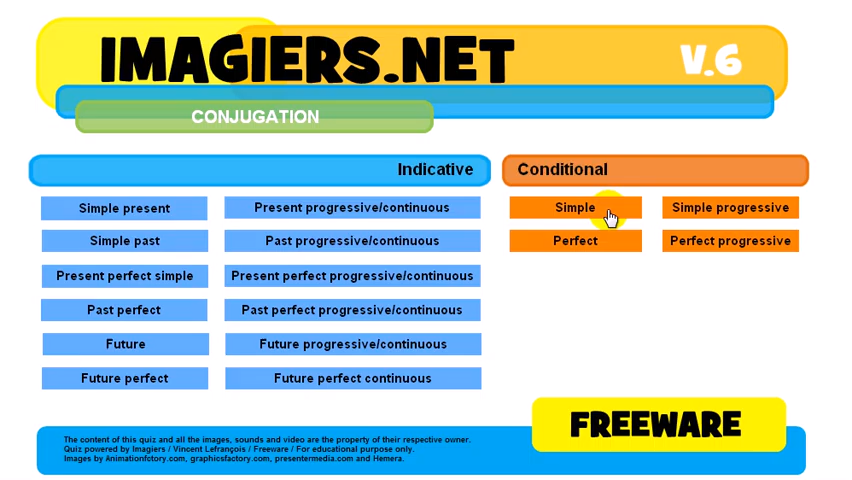 IMAGIERS.NET
V.6
CONJUGATION
Indicative
Conditional
Simple present
Present progressive/continuous
Simple
Simple progressive
Simple past
Past progressive/continuous
Perfect
Perfect progressive
Present perfect simple
Present perfect progressive/continuous
Past perfect
Past perfect progressive/continuous
Future
Future progressive/continuous
Future perfect
Future perfect continuous
FREEWARE
The content of this quiz and all the images, sounds and video are the property of their respective owner.
Quiz powered by Imagiers / Vincent Lefrançois / Freeware / For educational purpose only.
Images by Animationfotory.com, graphicsfactory.com, presentermedia.com and Hemera.